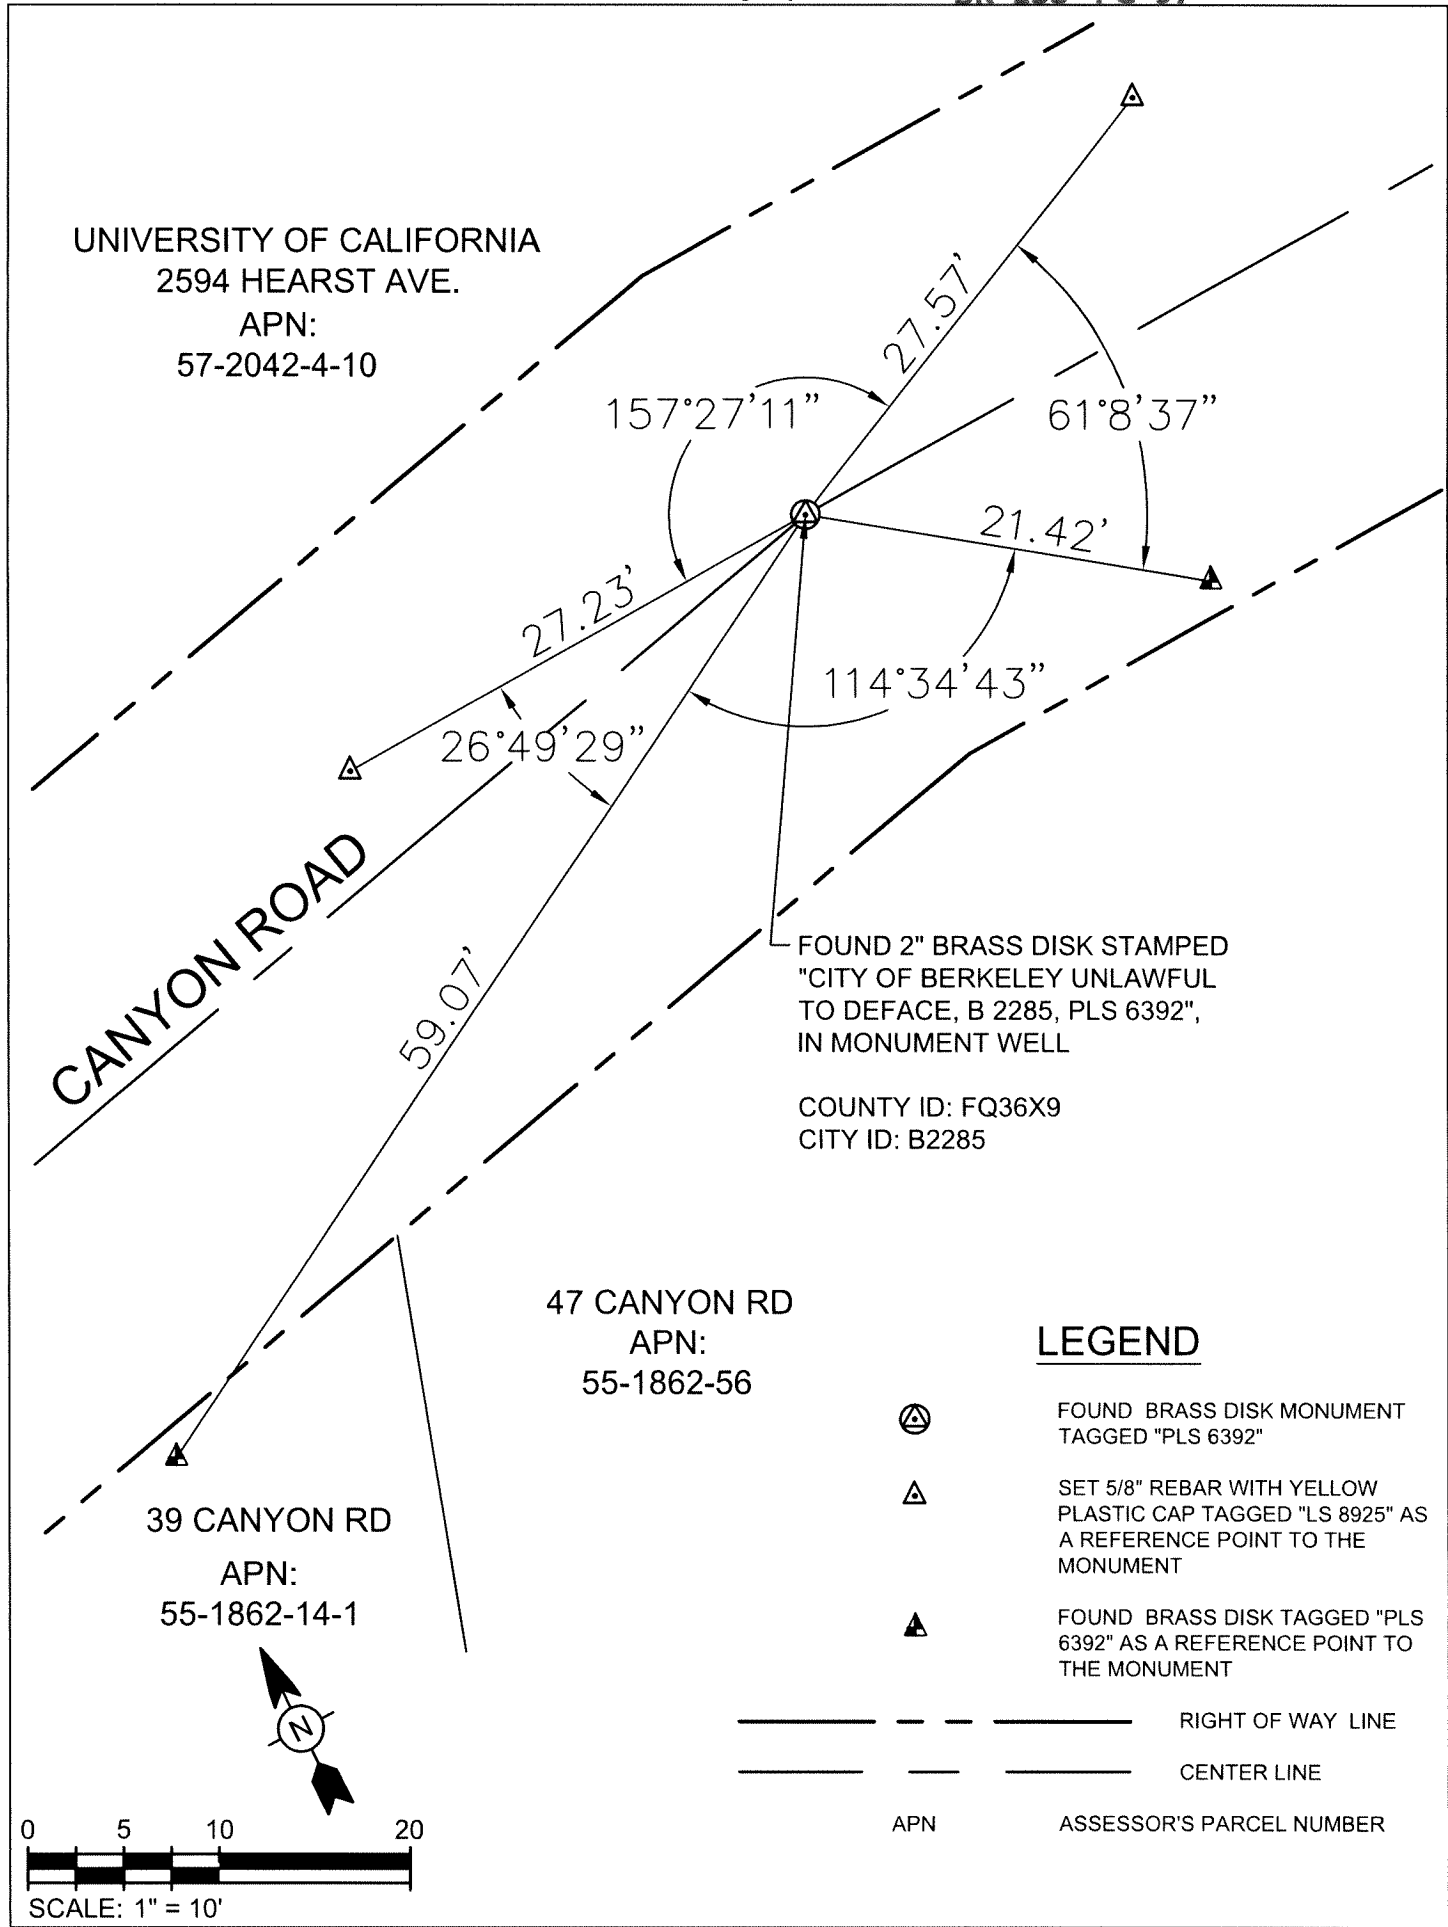 UNIVERSITY OF CALIFORNIA
2594 HEARST AVE.
APN:
57-2042-4-10
27.57'
157°27'11"
61°8'37"
21.42'
27.23'
114°34'43"
26°49'29"
CANYON ROAD
59.07'
FOUND 2" BRASS DISK STAMPED
"CITY OF BERKELEY UNLAWFUL
TO DEFACE, B 2285, PLS 6392",
IN MONUMENT WELL
COUNTY ID: FQ36X9
CITY ID: B2285
47 CANYON RD
APN:
55-1862-56
39 CANYON RD
APN:
55-1862-14-1
LEGEND
FOUND BRASS DISK MONUMENT
TAGGED "PLS 6392"
SET 5/8" REBAR WITH YELLOW
PLASTIC CAP TAGGED "LS 8925" AS
A REFERENCE POINT TO THE
MONUMENT
FOUND BRASS DISK TAGGED "PLS
6392" AS A REFERENCE POINT TO
THE MONUMENT
RIGHT OF WAY LINE
CENTER LINE
APN ASSESSOR'S PARCEL NUMBER
N
0 5 10 20
SCALE: 1" = 10'